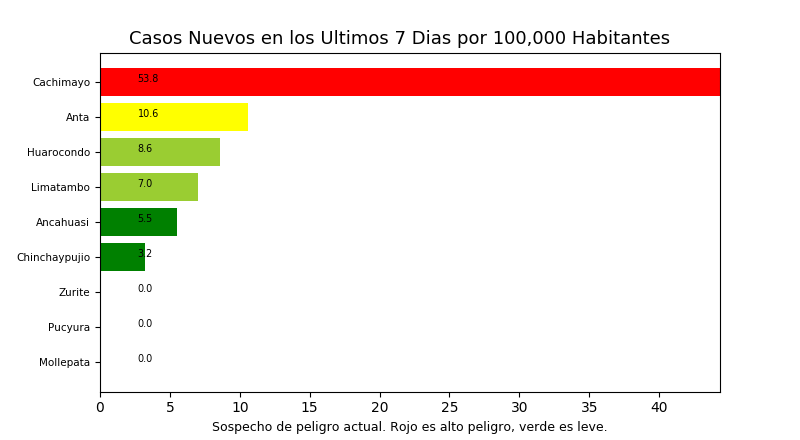 Casos Nuevos en los Ultimos 7 Dias por 100,000 Habitantes
Cachimayo 53.8
Anta 10.6
Huarocondo 8.6
Limatambo 7.0
Ancahuasi 5.5
Chinchaypujio 3.2
Zurite 0.0
Pucyura 0.0
Mollepata 0.0
0 5 10 15 20 25 30 35 40
Sospecho de peligro actual. Rojo es alto peligro, verde es leve.